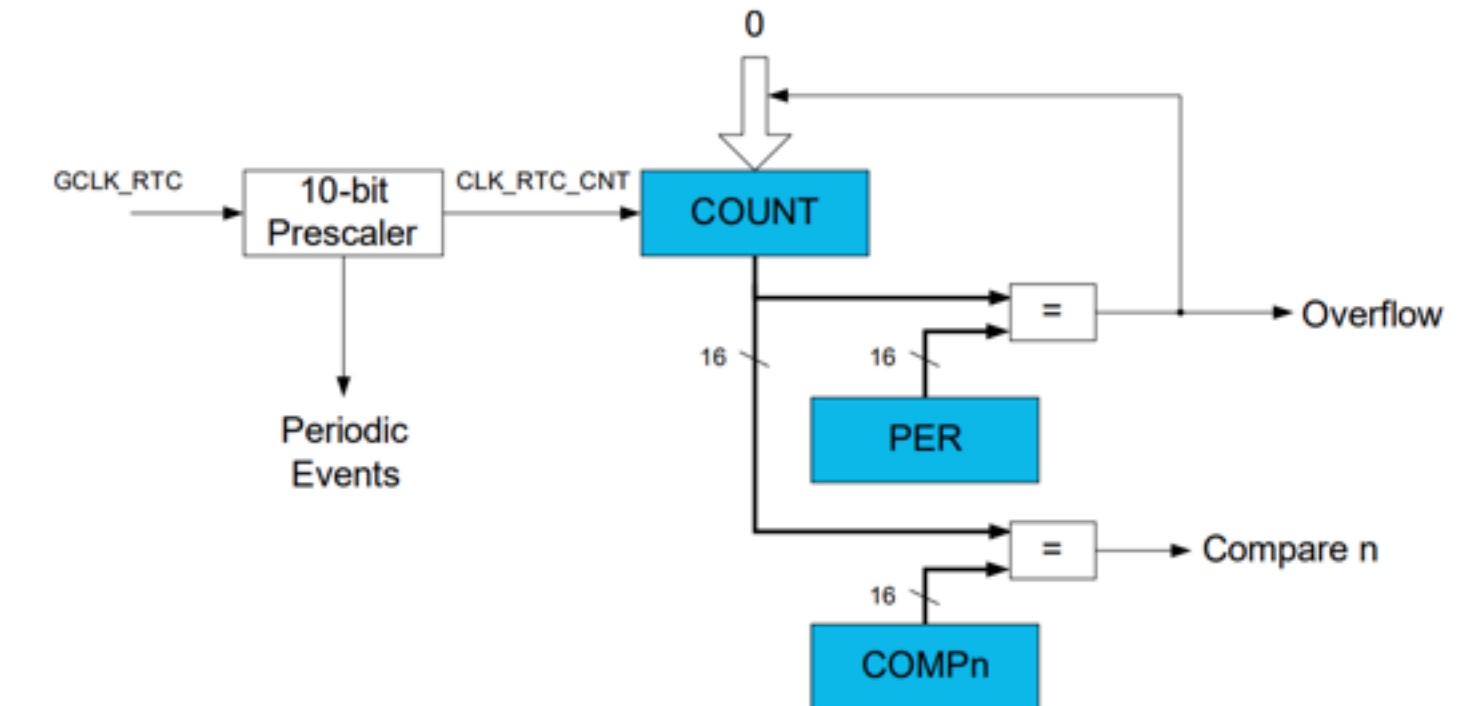 0
GCLK_RTC
10-bit
Prescaler
CLK_RTC_CNT
COUNT
=
Overflow
16
16
Periodic
Events
PER
=
Compare n
16
COMPn